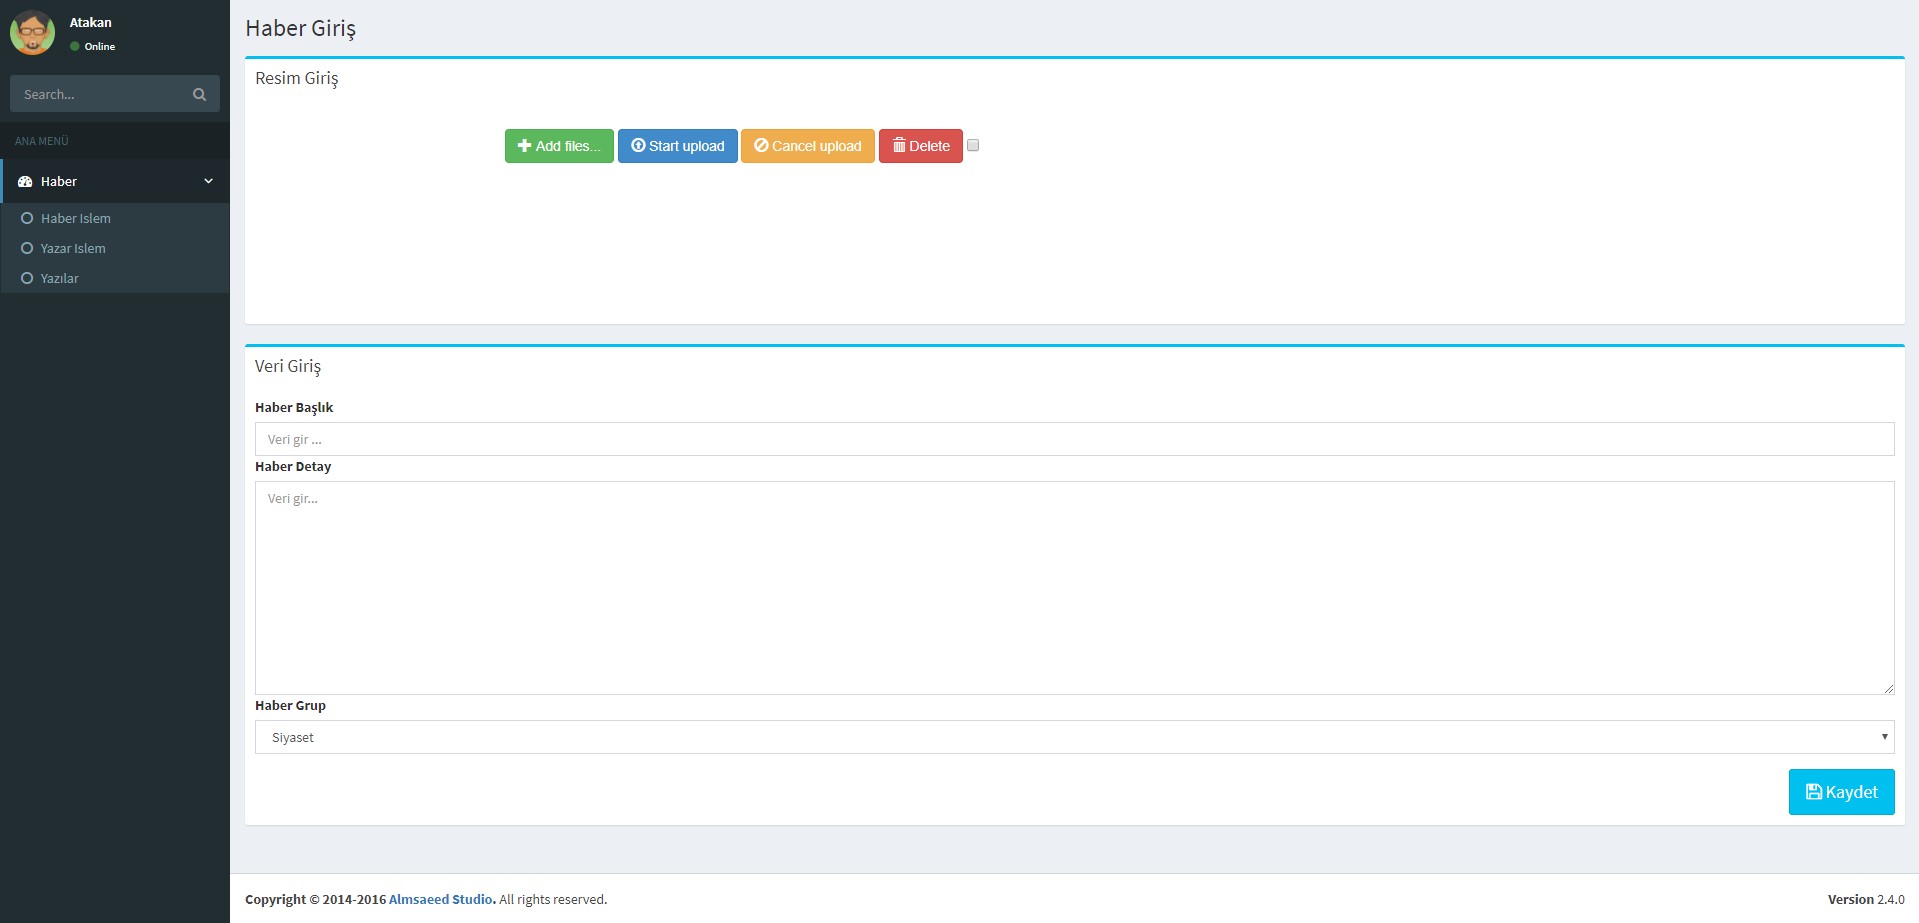 Atakan
Online
Search...
ANA MENÜ
Haber
Haber Islem
Yazar Islem
Yazılar
Haber Giriş
Resim Giriş
Add files... Start upload Cancel upload Delete
Veri Giriş
Haber Başlık
Veri gir ...
Haber Detay
Veri gir...
Haber Grup
Siyaset
Kaydet
Copyright © 2014-2016 Almsaeed Studio. All rights reserved. Version 2.4.0